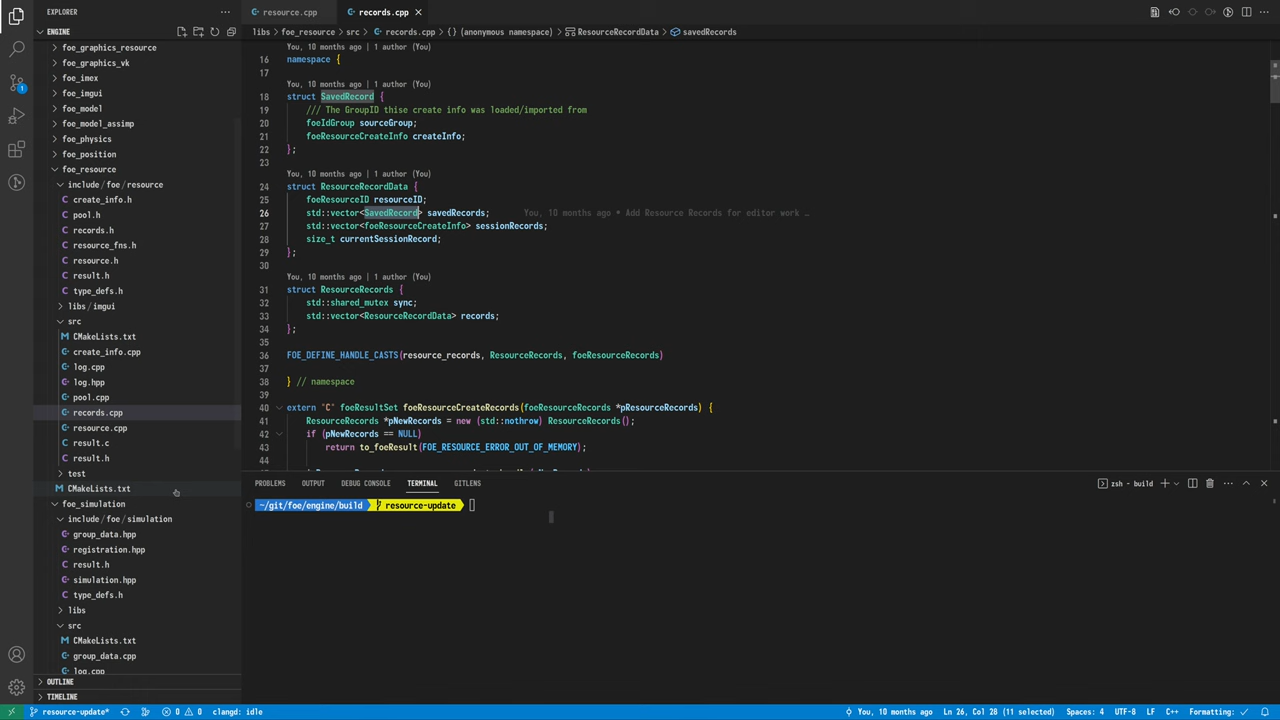 EXPLORER
ENGINE
foe_graphics_resource
foe_graphics_vk
foe_imex
foe_imgui
foe_model
foe_model_assimp
foe_physics
foe_position
foe_resource
include / foe / resource
create_info.h
pool.h
records.h
resource_fns.h
resource.h
result.h
type_defs.h
libs / imgui
src
CMakeLists.txt
create_info.cpp
log.cpp
log.hpp
pool.cpp
records.cpp
resource.cpp
result.c
result.h
test
CMakeLists.txt
foe_simulation
include / foe / simulation
group_data.hpp
registration.hpp
result.h
simulation.hpp
type_defs.h
libs
src
CMakeLists.txt
group_data.cpp
log.cpp
OUTLINE
TIMELINE
resource.cpp records.cpp
libs > foe_resource > src > records.cpp > {} (anonymous namespace) > ResourceRecordData > savedRecords
You, 10 months ago | 1 author (You)
16 namespace {
17
You, 10 months ago | 1 author (You)
18 struct SavedRecord {
19 /// The GroupID thise create info was loaded/imported from
20 foeIdGroup sourceGroup;
21 foeResourceCreateInfo createInfo;
22 };
23
You, 10 months ago | 1 author (You)
24 struct ResourceRecordData {
25 foeResourceID resourceID;
26 std::vector<SavedRecord> savedRecords; You, 10 months ago • Add Resource Records for editor work …
27 std::vector<foeResourceCreateInfo> sessionRecords;
28 size_t currentSessionRecord;
29 };
30
You, 10 months ago | 1 author (You)
31 struct ResourceRecords {
32 std::shared_mutex sync;
33 std::vector<ResourceRecordData> records;
34 };
35
36 FOE_DEFINE_HANDLE_CASTS(resource_records, ResourceRecords, foeResourceRecords)
37
38 } // namespace
39
40 extern "C" foeResultSet foeResourceCreateRecords(foeResourceRecords *pResourceRecords) {
41 ResourceRecords *pNewRecords = new (std::nothrow) ResourceRecords();
42 if (pNewRecords == NULL)
43 return to_foeResult(FOE_RESOURCE_ERROR_OUT_OF_MEMORY);
44
PROBLEMS OUTPUT DEBUG CONSOLE TERMINAL GITLENS
zsh - build
~/git/foe/engine/build resource-update
1
resource-update* 0 0 clangd: idle
You, 10 months ago Ln 26, Col 28 (11 selected) Spaces: 4 UTF-8 LF C++ Formatting: ✓